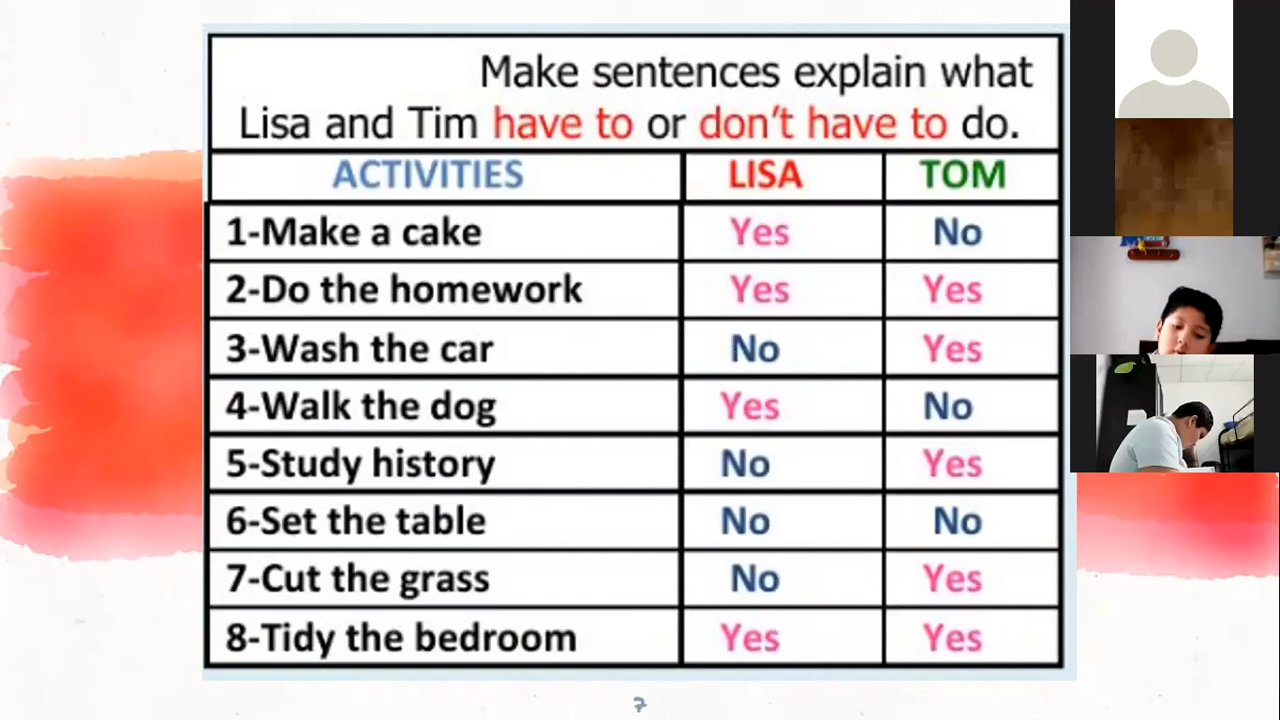 Make sentences explain what
Lisa and Tim have to or don't have to do.
ACTIVITIES LISA TOM
1-Make a cake Yes No
2-Do the homework Yes Yes
3-Wash the car No Yes
4-Walk the dog Yes No
5-Study history No Yes
6-Set the table No No
7-Cut the grass No Yes
8-Tidy the bedroom Yes Yes
7